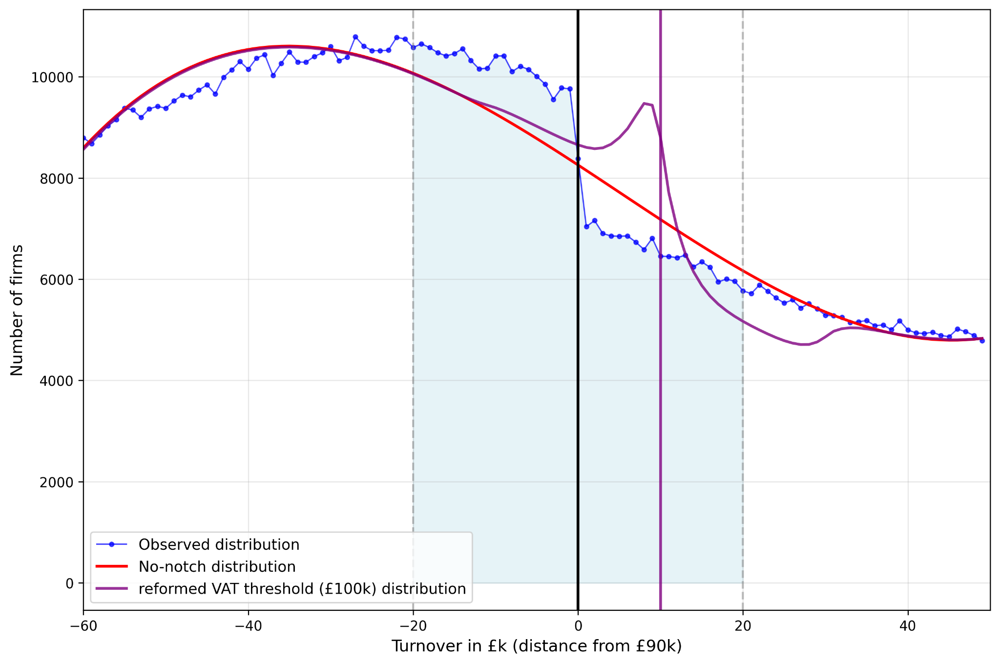 Number of firms
10000
8000
6000
4000
2000
0
Observed distribution
No-notch distribution
reformed VAT threshold (£100k) distribution
−60 −40 −20 0 20 40
Turnover in £k (distance from £90k)